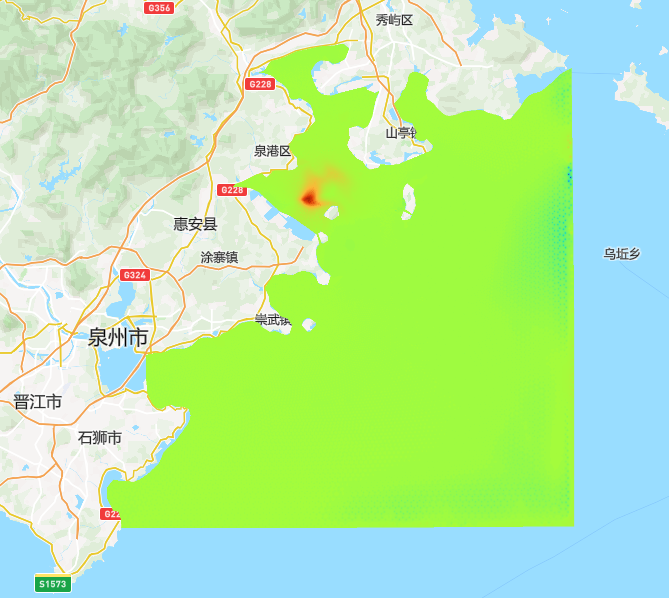 G356
秀屿区
G228
山亭镇
泉港区
G228
惠安县
乌坵乡
涂寨镇
G324
崇武镇
泉州市
晋江市
石狮市
S1573